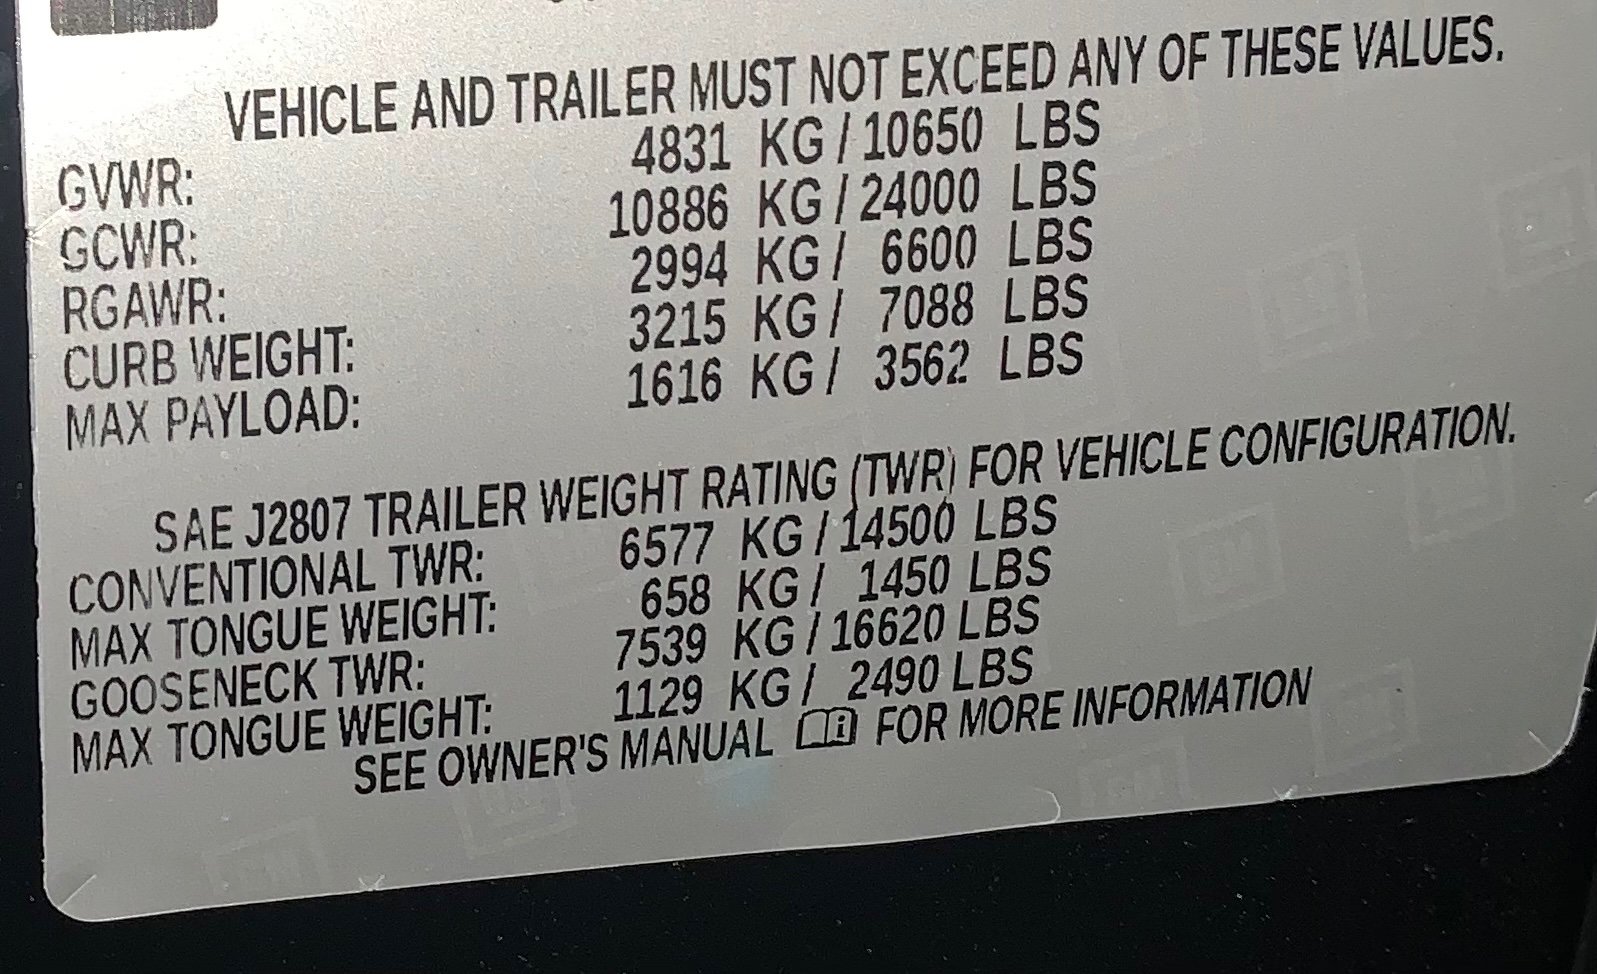 VEHICLE AND TRAILER MUST NOT EXCEED ANY OF THESE VALUES.
GVWR: 4831 KG / 10650 LBS
GCWR: 10886 KG / 24000 LBS
RGAWR: 2994 KG / 6600 LBS
CURB WEIGHT: 3215 KG / 7088 LBS
MAX PAYLOAD: 1616 KG / 3562 LBS
SAE J2807 TRAILER WEIGHT RATING (TWR) FOR VEHICLE CONFIGURATION.
CONVENTIONAL TWR: 6577 KG / 14500 LBS
MAX TONGUE WEIGHT: 658 KG / 1450 LBS
GOOSENECK TWR: 7539 KG / 16620 LBS
MAX TONGUE WEIGHT: 1129 KG / 2490 LBS
SEE OWNER'S MANUAL i FOR MORE INFORMATION